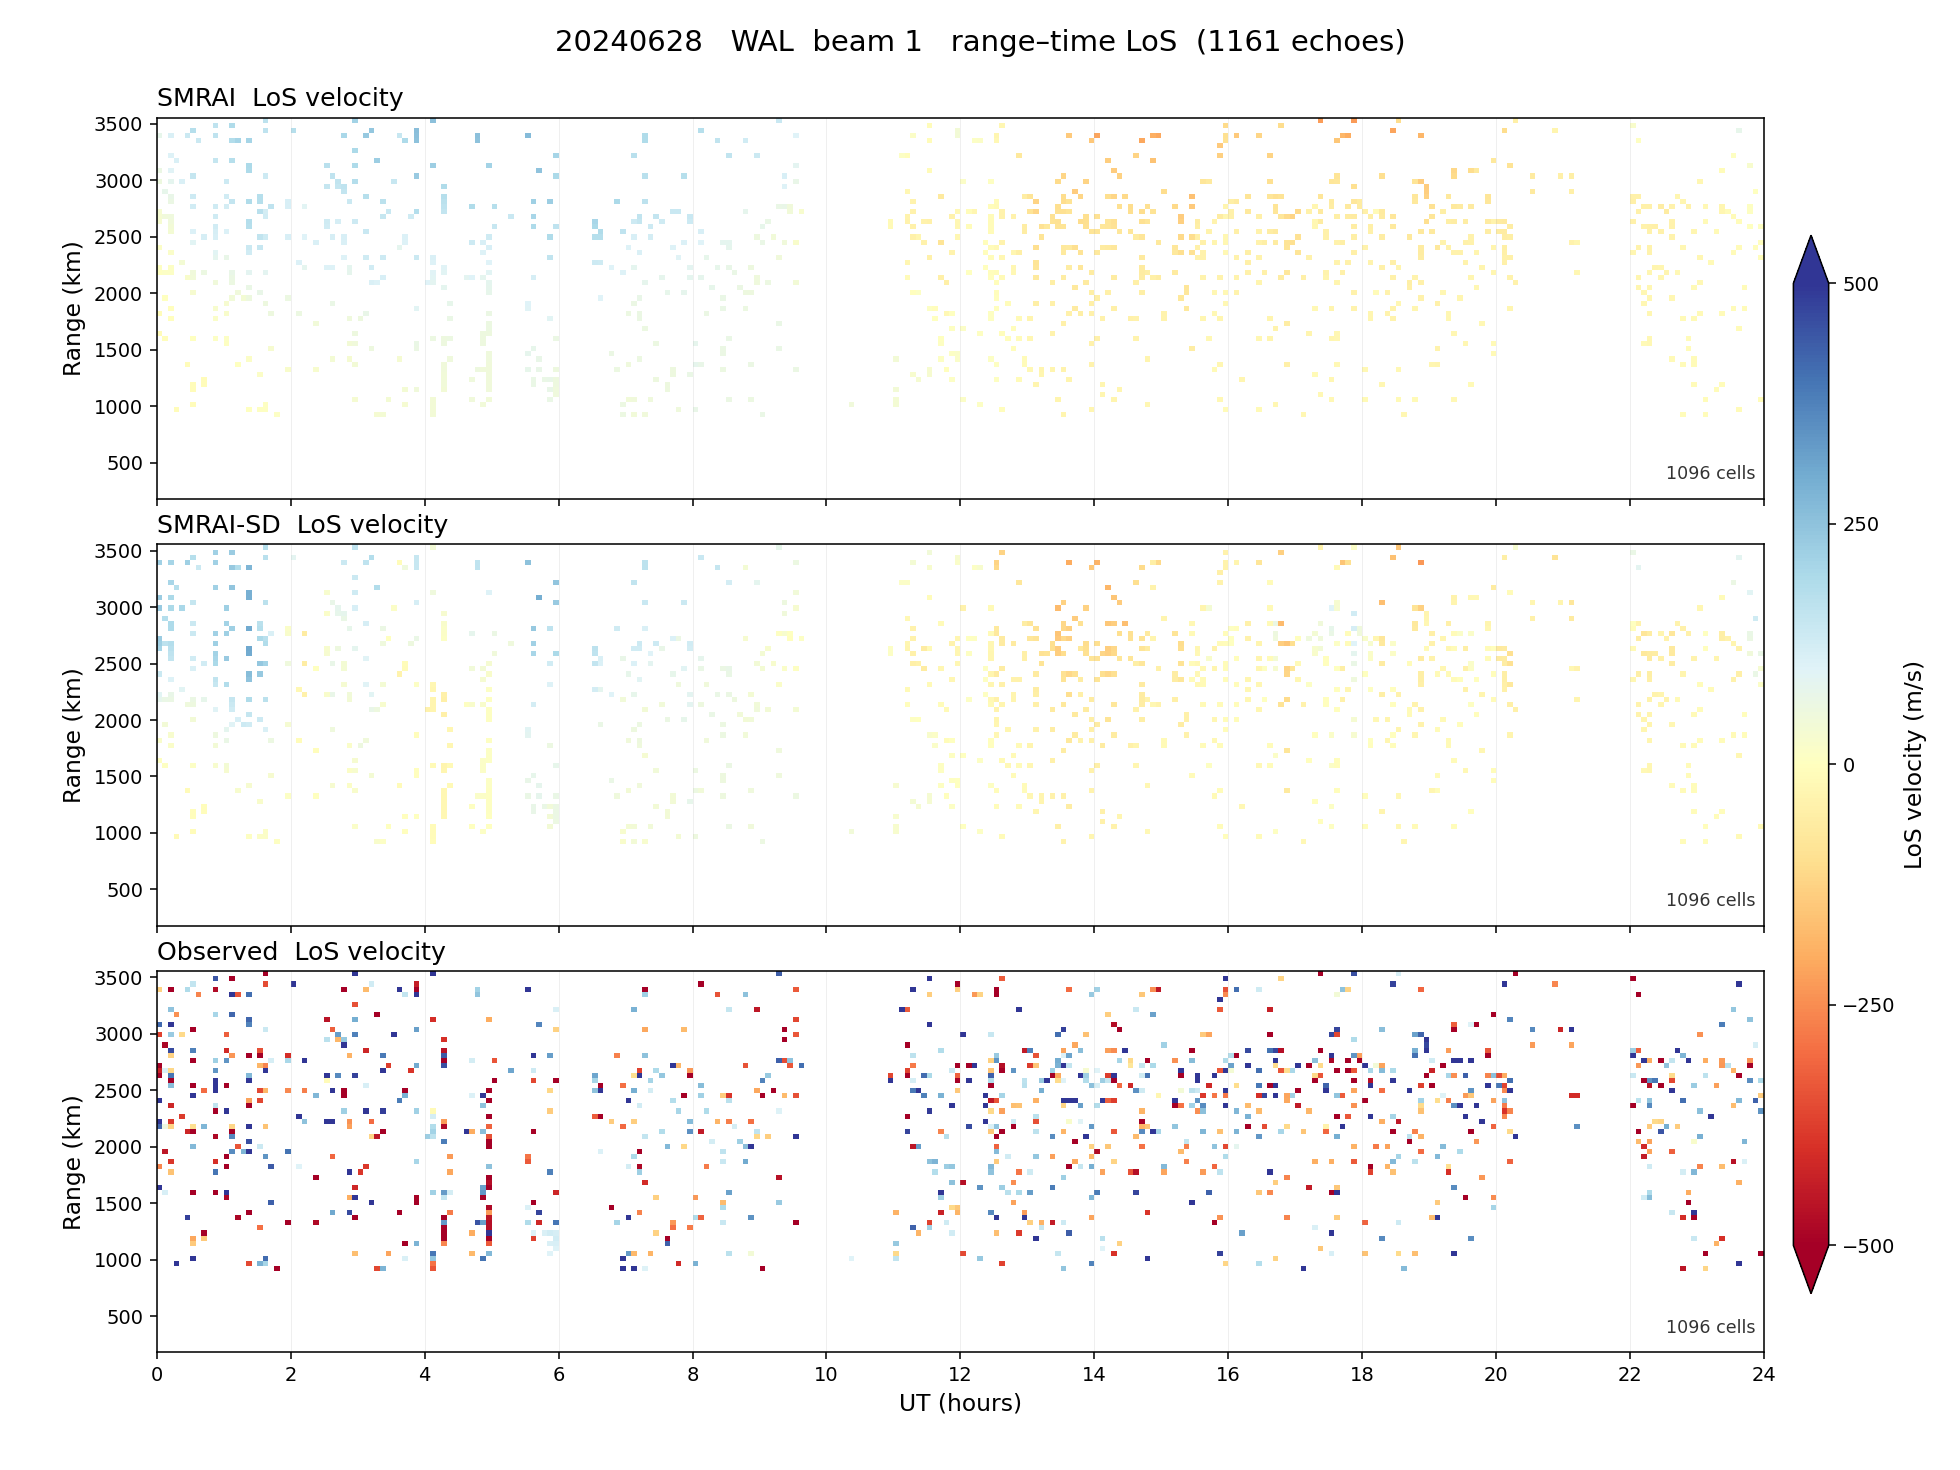 20240628   WAL  beam 1   range–time LoS  (1161 echoes)
SMRAI  LoS velocity
3500
3000
2500
2000
1500
1000
500
Range (km)
1096 cells
SMRAI-SD  LoS velocity
3500
3000
2500
2000
1500
1000
500
Range (km)
1096 cells
Observed  LoS velocity
3500
3000
2500
2000
1500
1000
500
Range (km)
1096 cells
0 2 4 6 8 10 12 14 16 18 20 22 24
UT (hours)
500
250
0
−250
−500
LoS velocity (m/s)